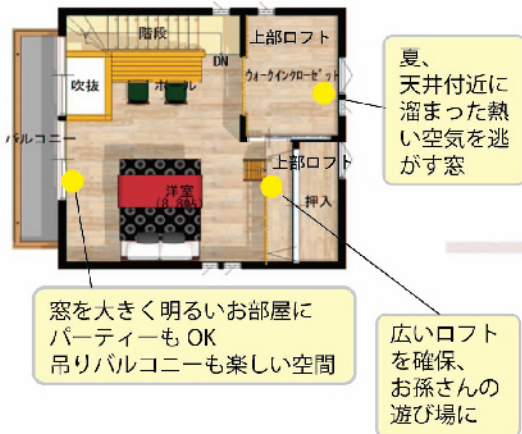 階段
上部ロフト
DN
ウォークインクローゼット
吹抜
ホール
バルコニー
上部ロフト
洋室
押入
夏、
天井付近に
溜まった熱
い空気を逃
がす窓
窓を大きく明るいお部屋に
パーティーも OK
吊りバルコニーも楽しい空間
広いロフト
を確保、
お孫さんの
遊び場に